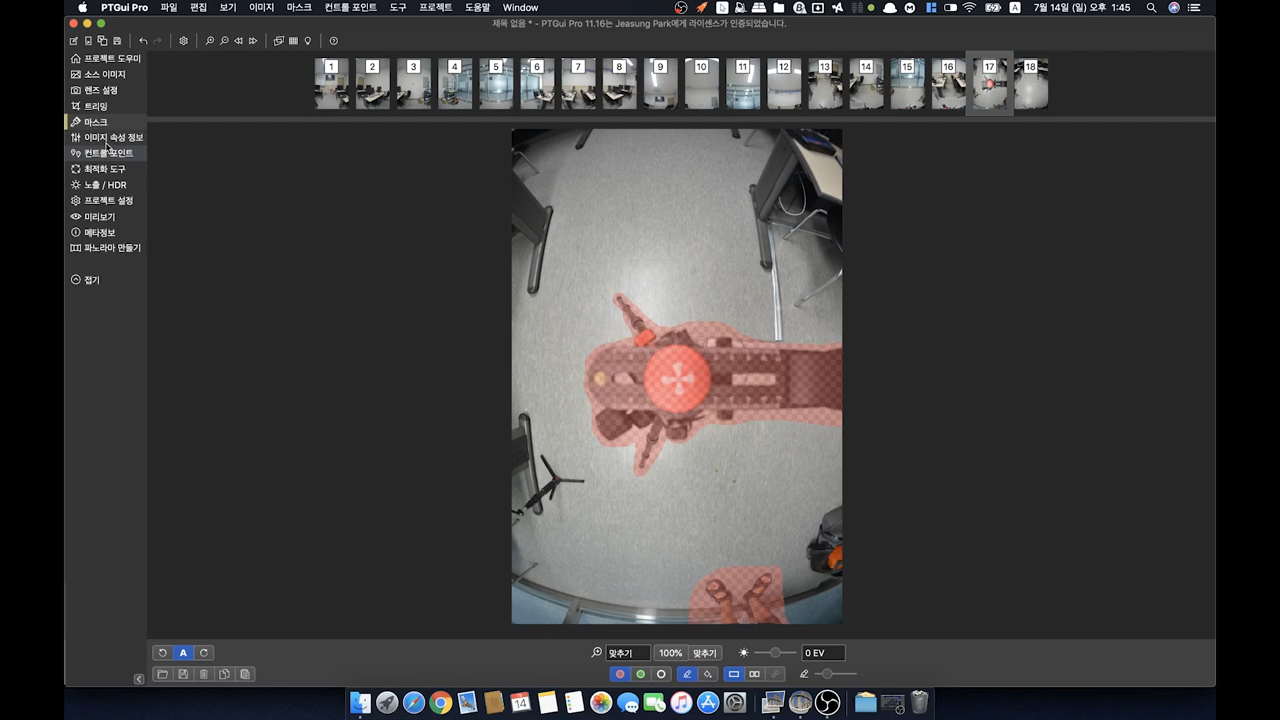 PTGui Pro 파일 편집 보기 이미지 마스크 컨트롤 포인트 도구 프로젝트 도움말 Window A 7월 14일 (일) 오후 1:45
제목 없음 * - PTGui Pro 11.16는 Jeasung Park에게 라이센스가 인증되었습니다.
프로젝트 도우미
소스 이미지
렌즈 설정
트리밍
마스크
이미지 속성 정보
컨트롤 포인트
최적화 도구
노출 / HDR
프로젝트 설정
미리보기
메타정보
파노라마 만들기
접기
1 2 3 4 5 6 7 8 9 10 11 12 13 14 15 16 17 18
A 맞추기 100% 맞추기 0 EV
14